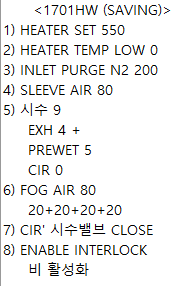 <1701HW (SAVING)>
1) HEATER SET 550
2) HEATER TEMP LOW 0
3) INLET PURGE N2 200
4) SLEEVE AIR 80
5) 시수 9
EXH 4 +
PREWET 5
CIR 0
6) FOG AIR 80
20+20+20+20
7) CIR' 시수밸브 CLOSE
8) ENABLE INTERLOCK
비 활성화